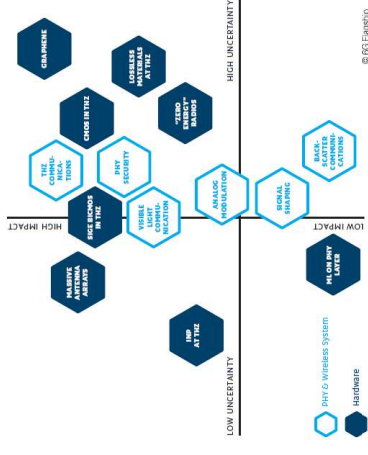 HIGH IMPACT
GRAPHENE
THZ
COMMU-
NICA-
TIONS
MASSIVE
ANTENNA
ARRAYS
CMOS IN THZ
SIGE BICMOS
IN THZ
PHY
SECURITY
LOSSLESS
MATERIALS
AT THZ
VISIBLE
LIGHT
COMMU-
NICATION
"ZERO
ENERGY"
RADIOS
INP
AT THZ
ANALOG
MODULATION
LOW UNCERTAINTY
HIGH UNCERTAINTY
SIGNAL
SHAPING
BACK-
SCATTER
COMMUNI-
CATIONS
ML ON PHY
LAYER
LOW IMPACT
PHY & Wireless System
Hardware
© 6G Flagship